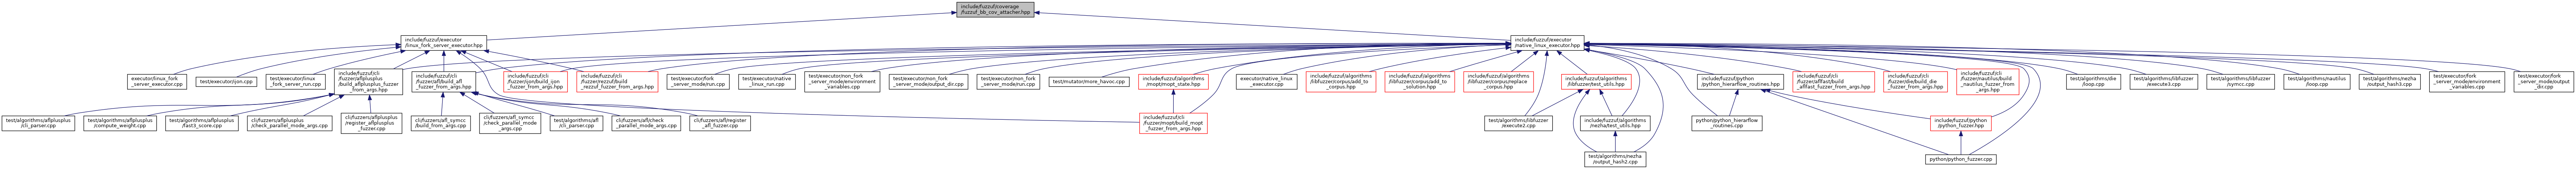 include/fuzzuf/coverage
/fuzzuf_bb_cov_attacher.hpp
include/fuzzuf/executor
/linux_fork_server_executor.hpp
include/fuzzuf/executor
/native_linux_executor.hpp
executor/linux_fork
_server_executor.cpp
test/executor/ijon.cpp
test/executor/linux
_fork_server_run.cpp
include/fuzzuf/cli
/fuzzer/aflplusplus
/build_aflplusplus_fuzzer
_from_args.hpp
include/fuzzuf/cli
/fuzzer/afl/build_afl
_fuzzer_from_args.hpp
include/fuzzuf/cli
/fuzzer/ijon/build_ijon
_fuzzer_from_args.hpp
include/fuzzuf/cli
/fuzzer/rezzuf/build
_rezzuf_fuzzer_from_args.hpp
test/executor/fork
_server_mode/run.cpp
test/executor/native
_linux_run.cpp
test/executor/non_fork
_server_mode/environment
_variables.cpp
test/executor/non_fork
_server_mode/output_dir.cpp
test/executor/non_fork
_server_mode/run.cpp
test/mutator/more_havoc.cpp
include/fuzzuf/algorithms
/mopt/mopt_state.hpp
executor/native_linux
_executor.cpp
include/fuzzuf/algorithms
/libfuzzer/corpus/add_to
_corpus.hpp
include/fuzzuf/algorithms
/libfuzzer/corpus/add_to
_solution.hpp
include/fuzzuf/algorithms
/libfuzzer/corpus/replace
_corpus.hpp
include/fuzzuf/algorithms
/libfuzzer/test_utils.hpp
include/fuzzuf/python
/python_hierarflow_routines.hpp
include/fuzzuf/cli
/fuzzer/aflfast/build
_aflfast_fuzzer_from_args.hpp
include/fuzzuf/cli
/fuzzer/die/build_die
_fuzzer_from_args.hpp
include/fuzzuf/cli
/fuzzer/nautilus/build
_nautilus_fuzzer_from
_args.hpp
test/algorithms/die
/loop.cpp
test/algorithms/libfuzzer
/execute3.cpp
test/algorithms/libfuzzer
/symcc.cpp
test/algorithms/nautilus
/loop.cpp
test/algorithms/nezha
/output_hash3.cpp
test/executor/fork
_server_mode/environment
_variables.cpp
test/executor/fork
_server_mode/output
_dir.cpp
test/algorithms/aflplusplus
/cli_parser.cpp
test/algorithms/aflplusplus
/compute_weight.cpp
test/algorithms/aflplusplus
/fast3_score.cpp
cli/fuzzers/aflplusplus
/check_parallel_mode_args.cpp
cli/fuzzers/aflplusplus
/register_aflplusplus
_fuzzer.cpp
cli/fuzzers/afl_symcc
/build_from_args.cpp
cli/fuzzers/afl_symcc
/check_parallel_mode
_args.cpp
test/algorithms/afl
/cli_parser.cpp
cli/fuzzers/afl/check
_parallel_mode_args.cpp
cli/fuzzers/afl/register
_afl_fuzzer.cpp
include/fuzzuf/cli
/fuzzer/mopt/build_mopt
_fuzzer_from_args.hpp
test/algorithms/libfuzzer
/execute2.cpp
include/fuzzuf/algorithms
/nezha/test_utils.hpp
python/python_hierarflow
_routines.cpp
include/fuzzuf/python
/python_fuzzer.hpp
test/algorithms/nezha
/output_hash2.cpp
python/python_fuzzer.cpp